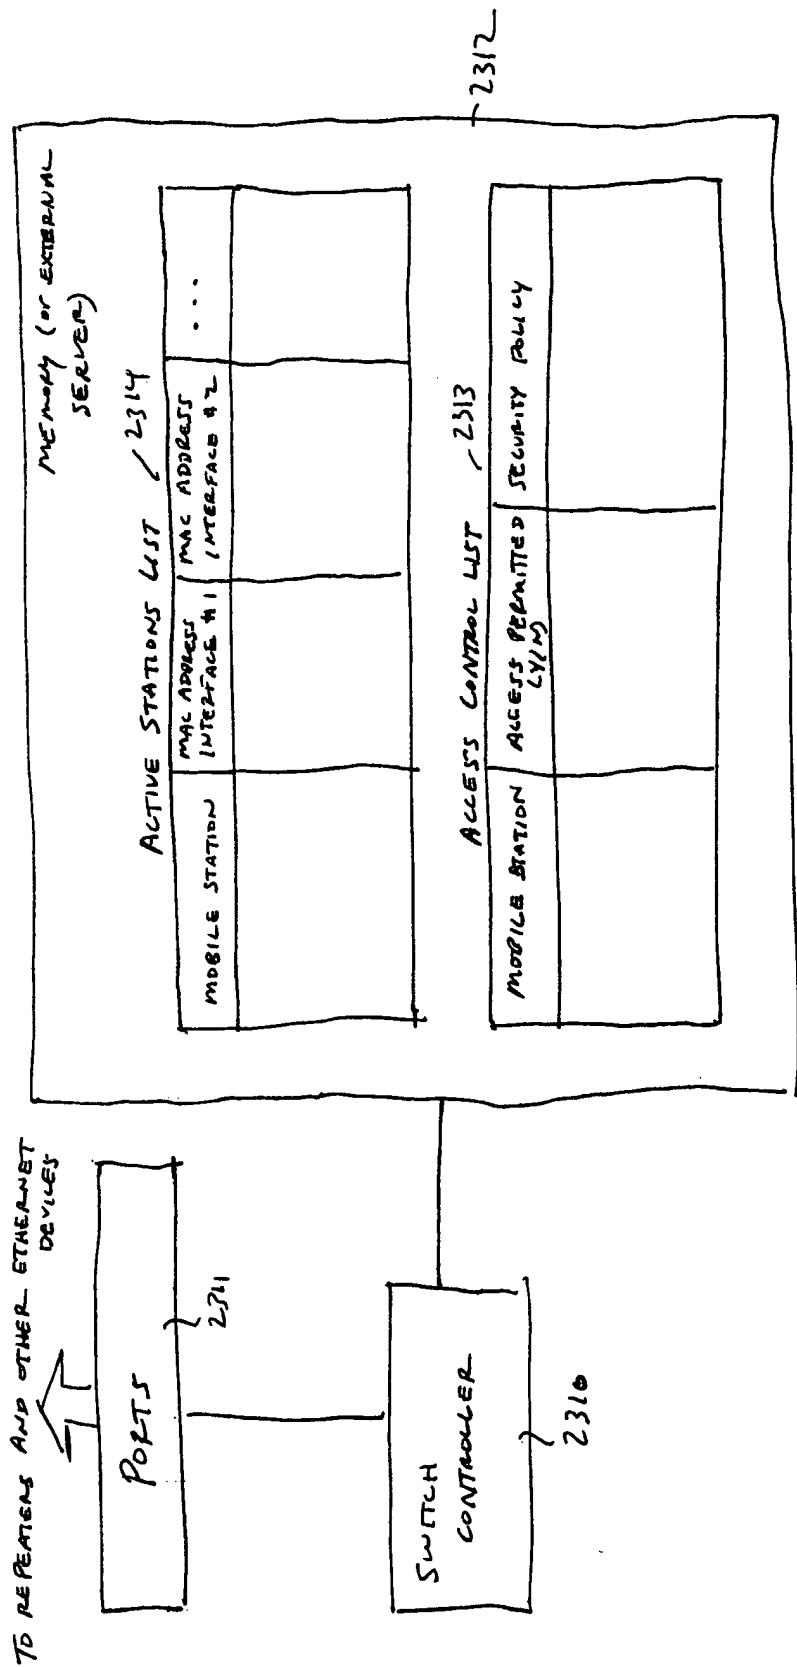 TO REPEATERS AND OTHER ETHERNET
DEVICES
PORTS
2311
SWITCH
CONTROLLER
2310
MEMORY (or EXTERNAL
SERVER)
2312
ACTIVE STATIONS LIST
2314
MOBILE STATION
MAC ADDRESS
INTERFACE #1
MAC ADDRESS
INTERFACE #2
...
ACCESS CONTROL LIST
2313
MOBILE STATION
ACCESS PERMITTED
(Y/N)
SECURITY POLICY